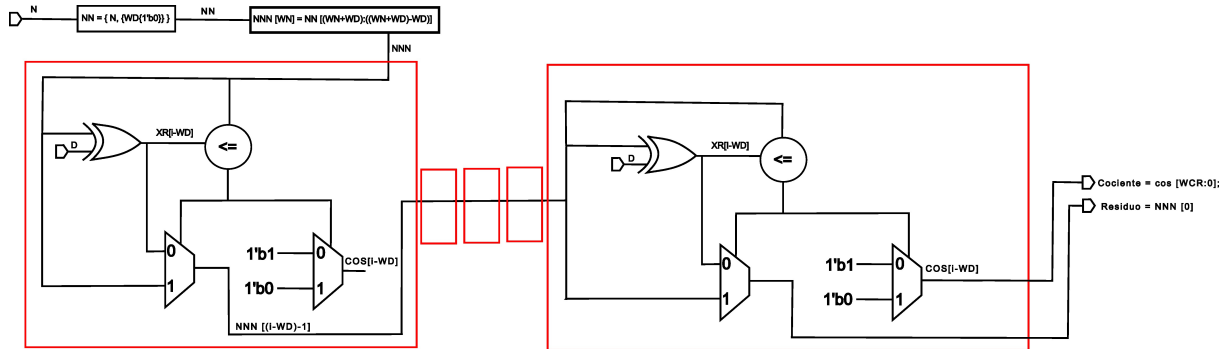 N
NN = { N, {WD{1'b0}} }
NN
NNN [WN] = NN [(WN+WD):((WN+WD)-WD)]
NNN
D
XR[i-WD]
<=
0
1
1'b1
1'b0
0
1
COS[i-WD]
NNN [(i-WD)-1]
D
XR[i-WD]
<=
0
1
1'b1
1'b0
0
1
COS[i-WD]
Cociente = cos [WCR:0];
Residuo = NNN [0]